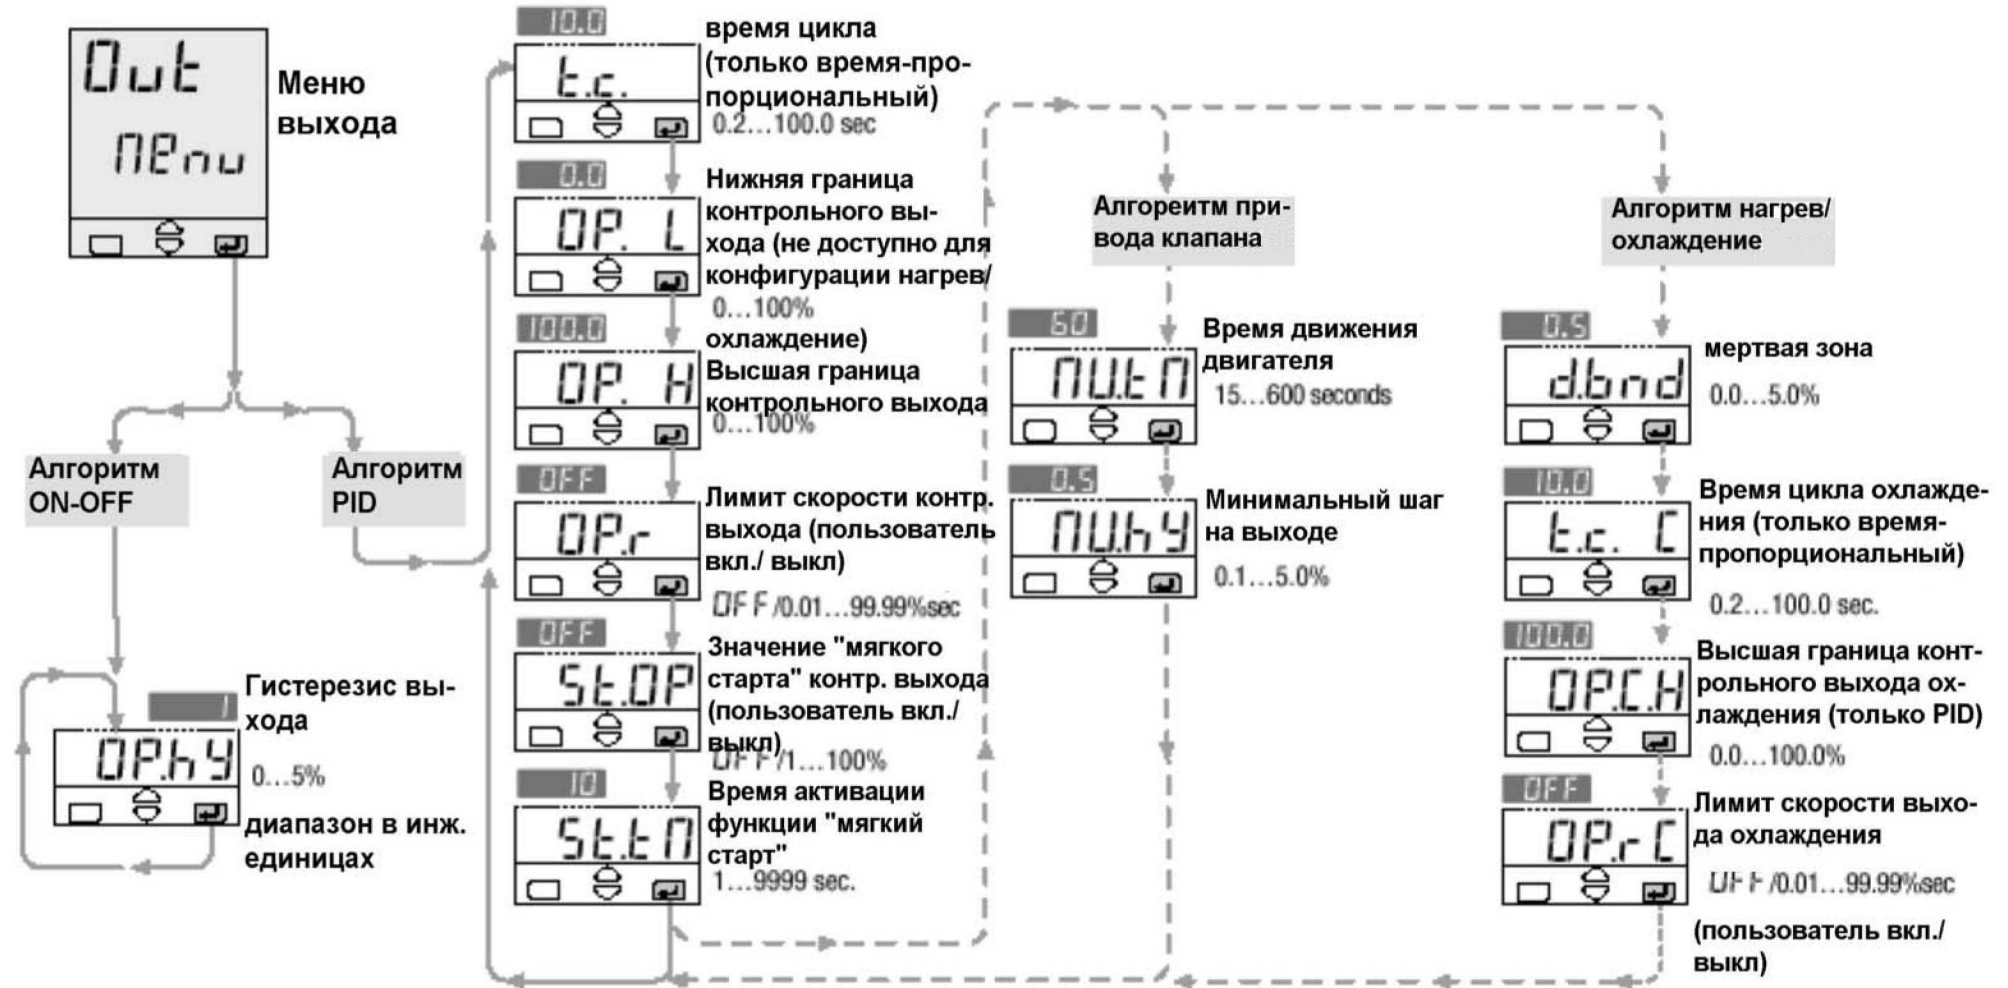 Out
MEnu
Меню
выхода
Алгоритм
ON-OFF
Алгоритм
PID
1
OP.hY
Гистерезис вы-
хода
0...5%
диапазон в инж.
единицах
10.0
t.c.
время цикла
(только время-про-
порциональный)
0.2...100.0 sec
0.0
OP. L
Нижняя граница
контрольного вы-
хода (не доступно для
конфигурации нагрев/
0...100%
охлаждение)
100.0
OP. H
Высшая граница
контрольного выхода
0...100%
OFF
OP.r
Лимит скорости контр.
выхода (пользователь
вкл./ выкл)
OFF/0.01...99.99%sec
OFF
St.OP
Значение "мягкого
старта" контр. выхода
(пользователь вкл./
выкл)
OFF/1...100%
10
St.tM
Время активации
функции "мягкий
старт"
1...9999 sec.
Алгореитм при-
вода клапана
60
MV.tM
Время движения
двигателя
15...600 seconds
0.5
MV.hY
Минимальный шаг
на выходе
0.1...5.0%
Алгоритм нагрев/
охлаждение
0.5
d.bnd
мертвая зона
0.0...5.0%
10.0
t.c. C
Время цикла охлажде-
ния (только время-
пропорциональный)
0.2...100.0 sec.
100.0
OP.C.H
Высшая граница конт-
рольного выхода ох-
лаждения (только PID)
0.0...100.0%
OFF
OP.r C
Лимит скорости выхо-
да охлаждения
OFF/0.01...99.99%sec
(пользователь вкл./
выкл)